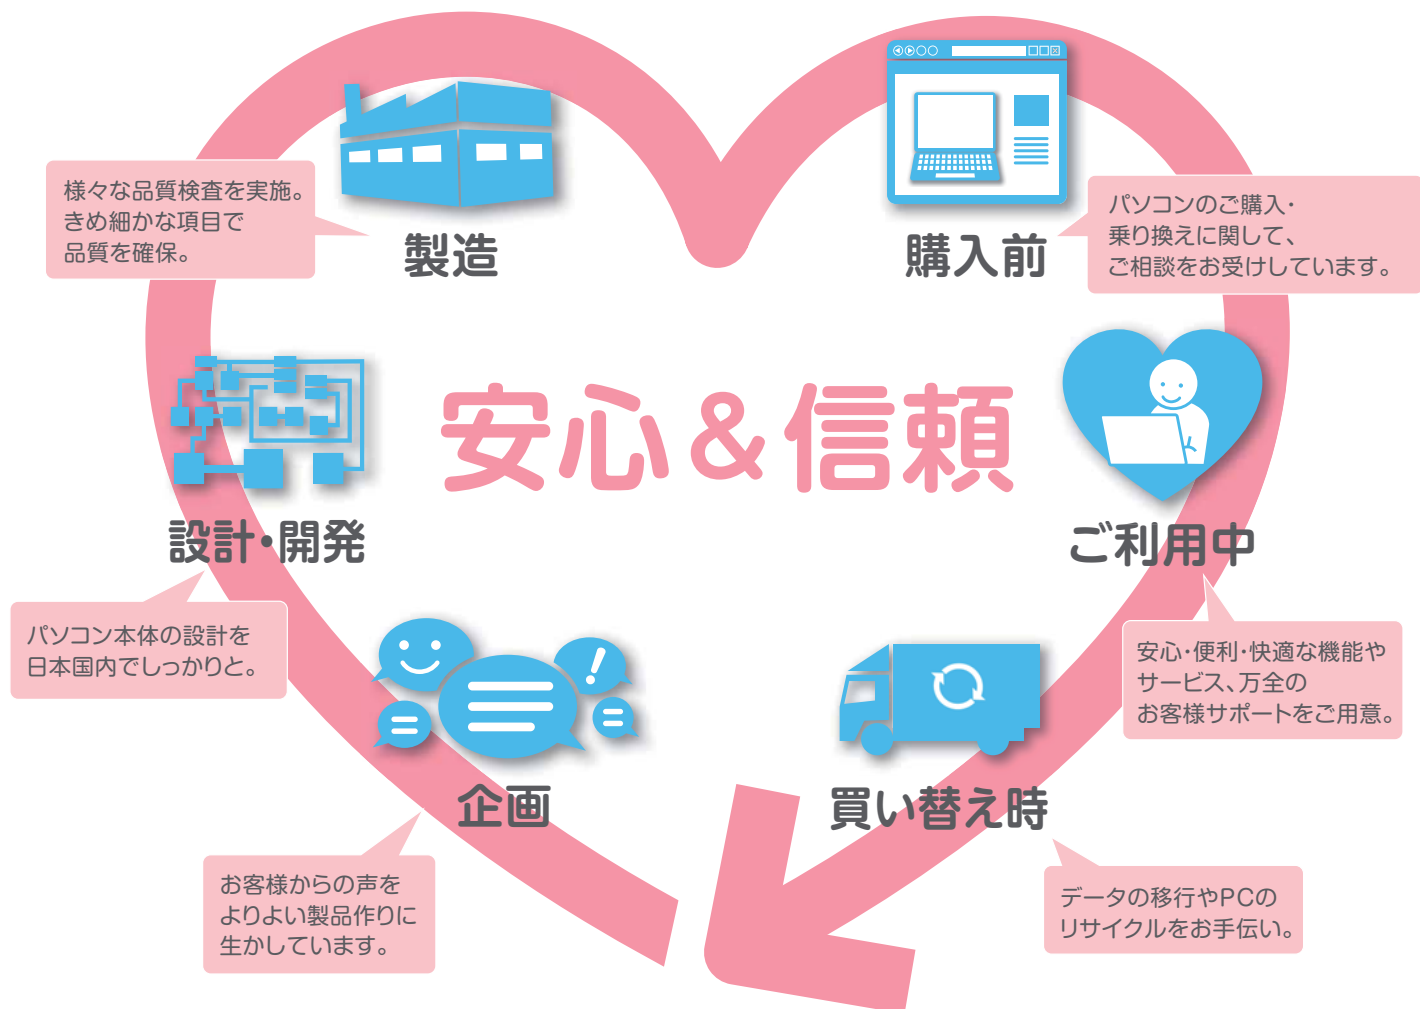 様々な品質検査を実施。
きめ細かな項目で
品質を確保。
製造
購入前
パソコンのご購入・
乗り換えに関して、
ご相談をお受けしています。
安心&信頼
設計・開発
パソコン本体の設計を
日本国内でしっかりと。
ご利用中
安心・便利・快適な機能や
サービス、万全の
お客様サポートをご用意。
企画
お客様からの声を
よりよい製品作りに
生かしています。
買い替え時
データの移行やPCの
リサイクルをお手伝い。